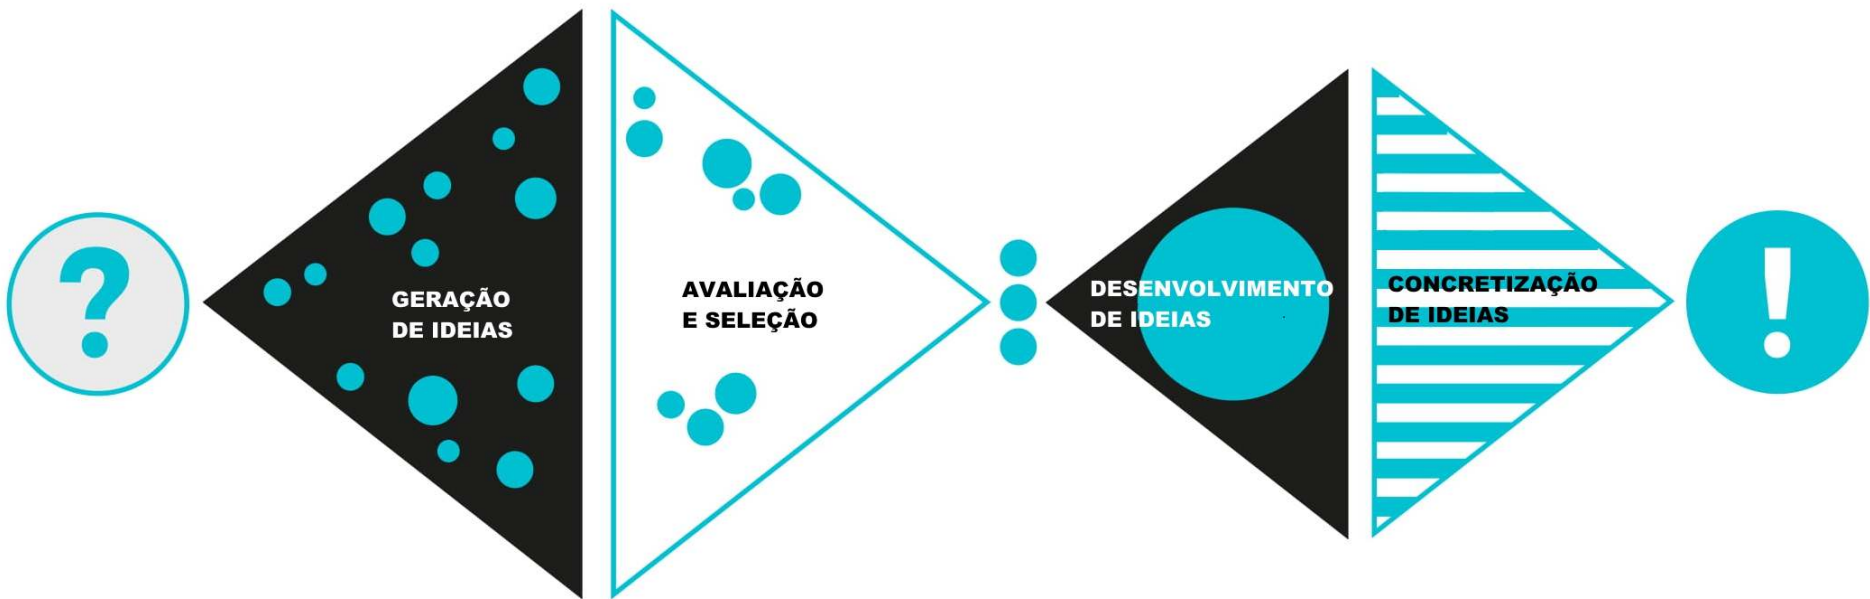 ?
GERAÇÃO
DE IDEIAS
AVALIAÇÃO
E SELEÇÃO
DESENVOLVIMENTO
DE IDEIAS
CONCRETIZAÇÃO
DE IDEIAS
!